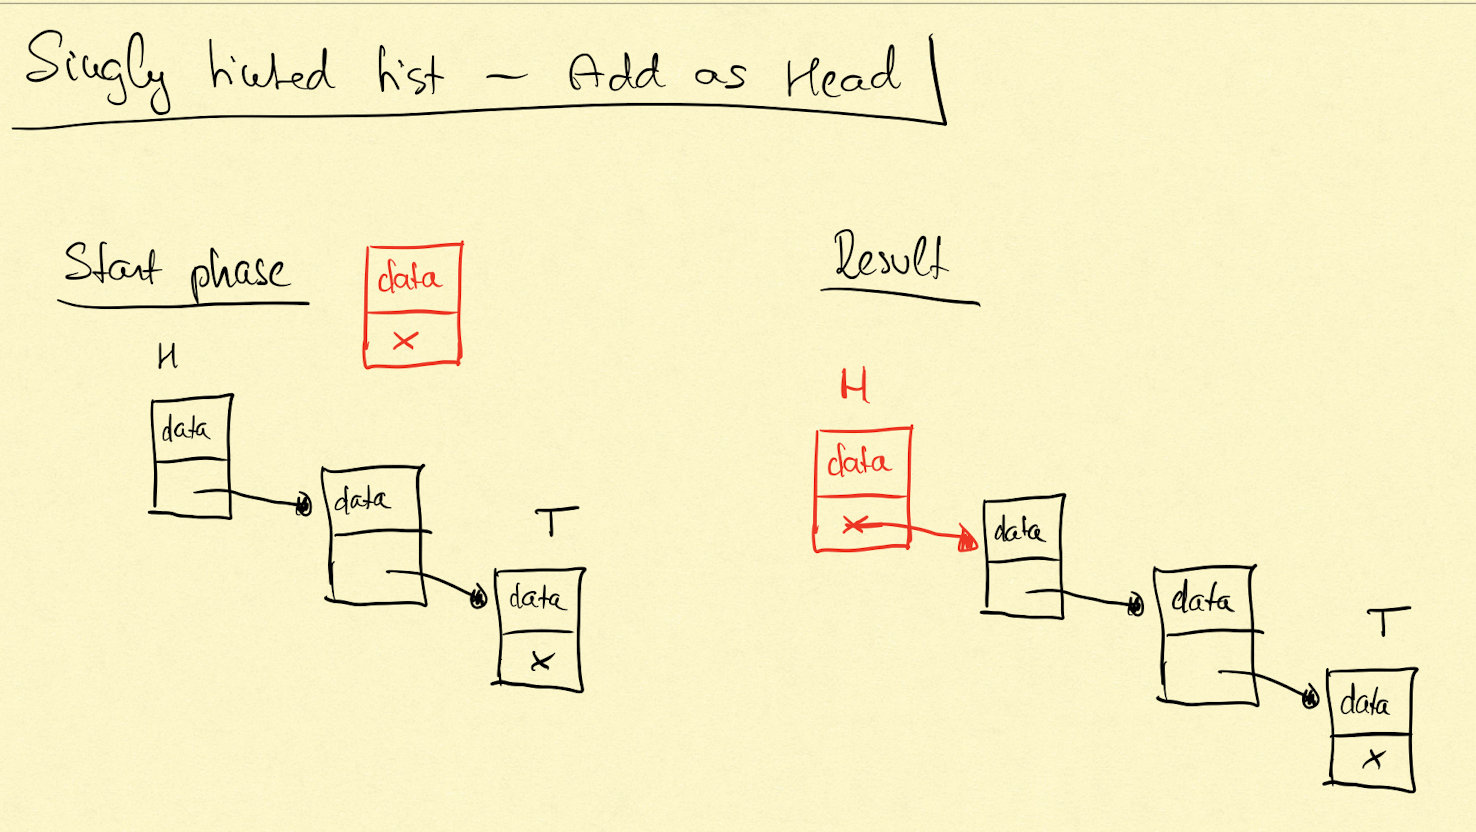 Singly Linked List - Add as Head
Start phase
Result
H
data
X
data
data
T
data
X
H
data
X
data
data
T
data
X